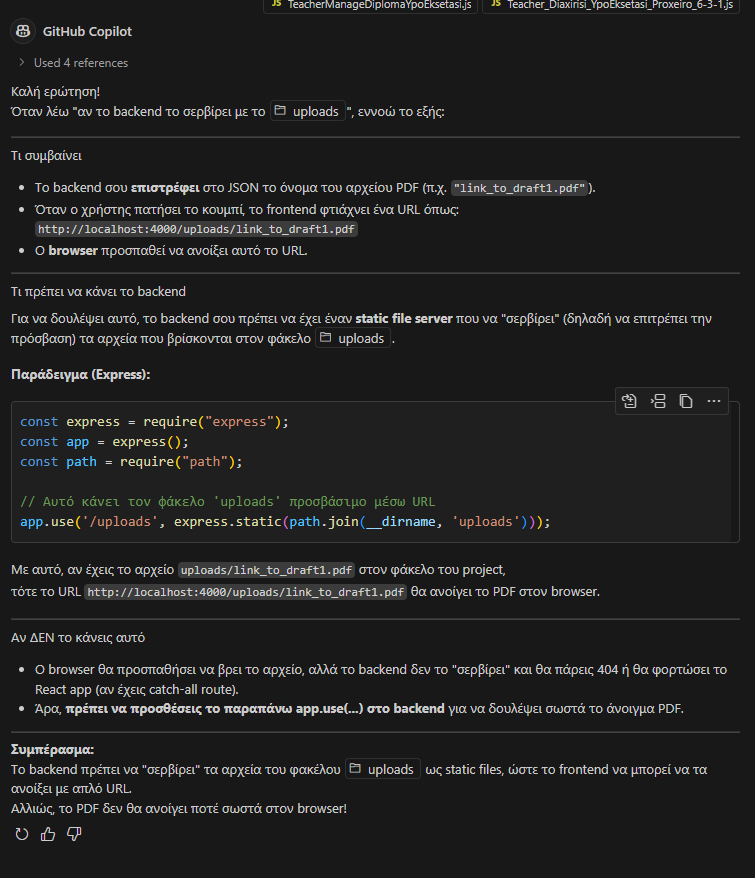 JS TeacherManageDiplomaYpoEksetasi.js JS Teacher_Diaxirisi_YpoEksetasi_Proxeiro_6-3-1.js
GitHub Copilot
Used 4 references
Καλή ερώτηση!
Όταν λέω "αν το backend το σερβίρει με το uploads ", εννοώ το εξής:
Τι συμβαίνει
• Το backend σου επιστρέφει στο JSON το όνομα του αρχείου PDF (π.χ. "link_to_draft1.pdf").
• Όταν ο χρήστης πατήσει το κουμπί, το frontend φτιάχνει ένα URL όπως:
http://localhost:4000/uploads/link_to_draft1.pdf
• Ο browser προσπαθεί να ανοίξει αυτό το URL.
Τι πρέπει να κάνει το backend
Για να δουλέψει αυτό, το backend σου πρέπει να έχει έναν static file server που να "σερβίρει" (δηλαδή να επιτρέπει την
πρόσβαση) τα αρχεία που βρίσκονται στον φάκελο uploads .
Παράδειγμα (Express):
const express = require("express");
const app = express();
const path = require("path");
// Αυτό κάνει τον φάκελο 'uploads' προσβάσιμο μέσω URL
app.use('/uploads', express.static(path.join(__dirname, 'uploads')));
Με αυτό, αν έχεις το αρχείο uploads/link_to_draft1.pdf στον φάκελο του project,
τότε το URL http://localhost:4000/uploads/link_to_draft1.pdf θα ανοίγει το PDF στον browser.
Αν ΔΕΝ το κάνεις αυτό
• Ο browser θα προσπαθήσει να βρει το αρχείο, αλλά το backend δεν το "σερβίρει" και θα πάρεις 404 ή θα φορτώσει το
React app (αν έχεις catch-all route).
• Άρα, πρέπει να προσθέσεις το παραπάνω app.use(...) στο backend για να δουλέψει σωστά το άνοιγμα PDF.
Συμπέρασμα:
Το backend πρέπει να "σερβίρει" τα αρχεία του φακέλου uploads ως static files, ώστε το frontend να μπορεί να τα
ανοίξει με απλό URL.
Αλλιώς, το PDF δεν θα ανοίγει ποτέ σωστά στον browser!